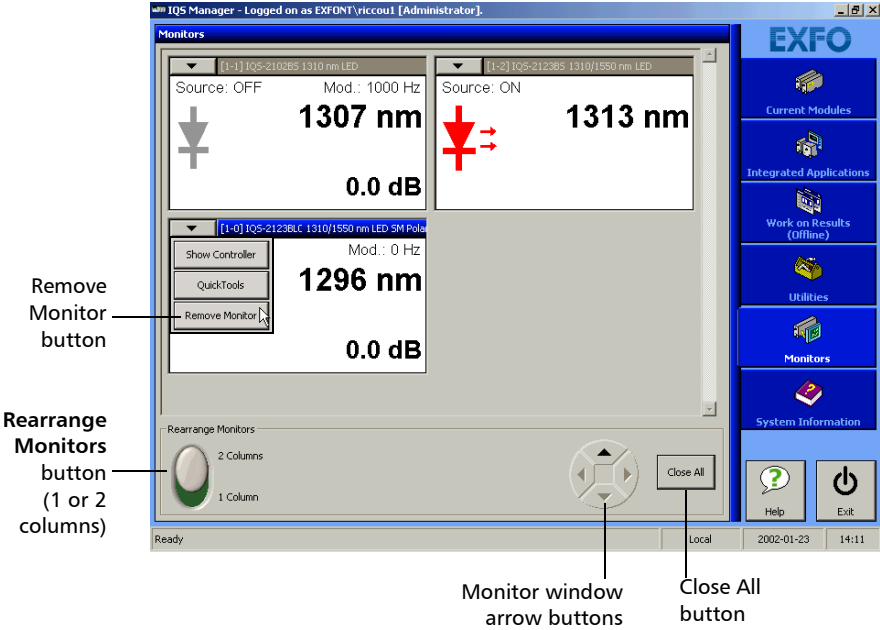 IQS Manager - Logged on as EXFONT\riccou1 [Administrator].
Monitors
EXFO
[1-1] IQS-2102BS 1310 nm LED
Source: OFF
Mod.: 1000 Hz
1307 nm
0.0 dB
[1-2] IQS-2123BS 1310/1550 nm LED
Source: ON
1313 nm
[1-0] IQS-2123BLC 1310/1550 nm LED SM Pola
Show Controller
QuickTools
Remove Monitor
Mod.: 0 Hz
1296 nm
0.0 dB
Current Modules
Integrated Applications
Work on Results
(Offline)
Utilities
Monitors
System Information
Rearrange Monitors
2 Columns
1 Column
Close All
Help
Exit
Ready
Local
2002-01-23
14:11
Remove
Monitor
button
Rearrange
Monitors
button
(1 or 2
columns)
Monitor window
arrow buttons
Close All
button